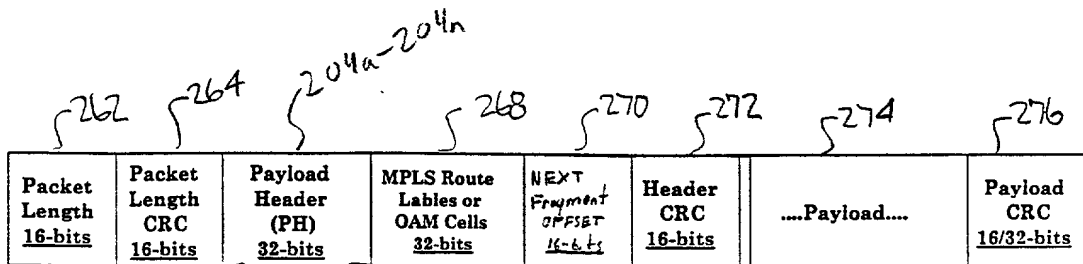 262 264 204a-204n 268 270 272 274 276
Packet Length 16-bits
Packet Length CRC 16-bits
Payload Header (PH) 32-bits
MPLS Route Lables or OAM Cells 32-bits
NEXT Fragment OFFSET 16-bits
Header CRC 16-bits
....Payload....
Payload CRC 16/32-bits